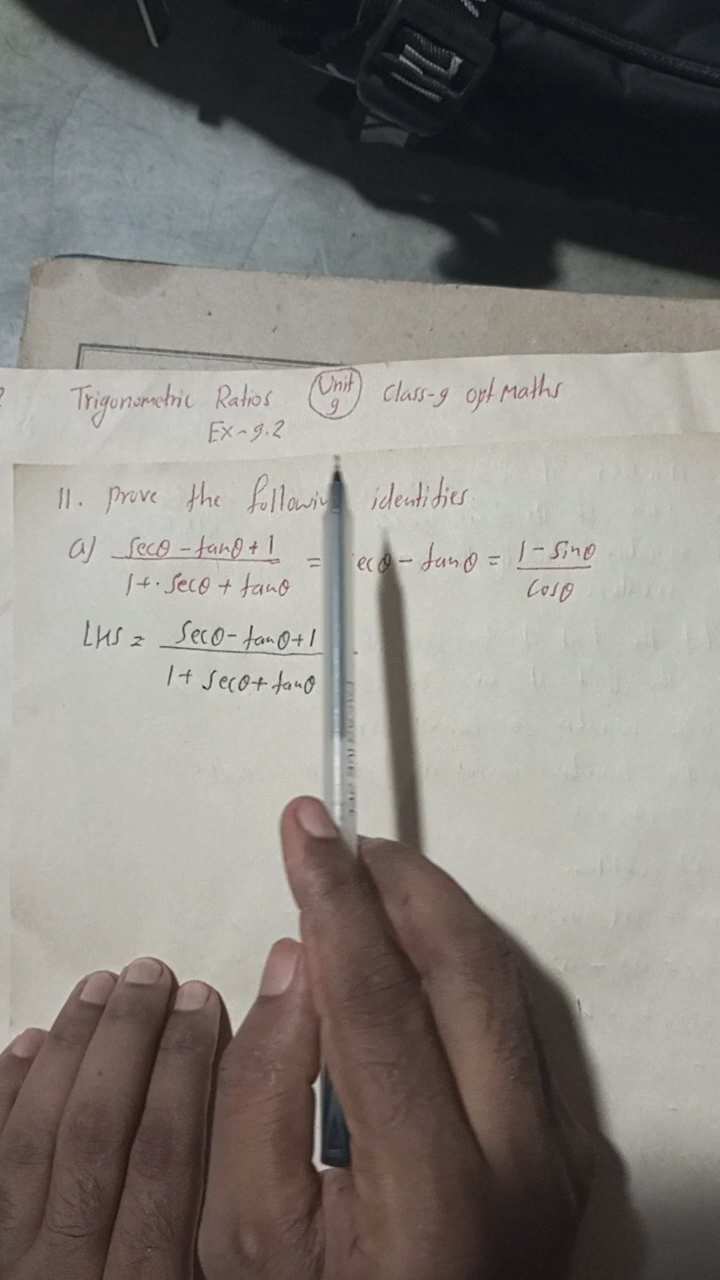 Trigonometric Ratios Unit 9 Class-9 opt Maths
Ex-9.2
11. prove the identities
a) secθ - tanθ + 1 / 1 + secθ + tanθ = ecθ - tanθ = 1 - sinθ / cosθ
LHS = secθ - tanθ + 1 / 1 + secθ + tanθ